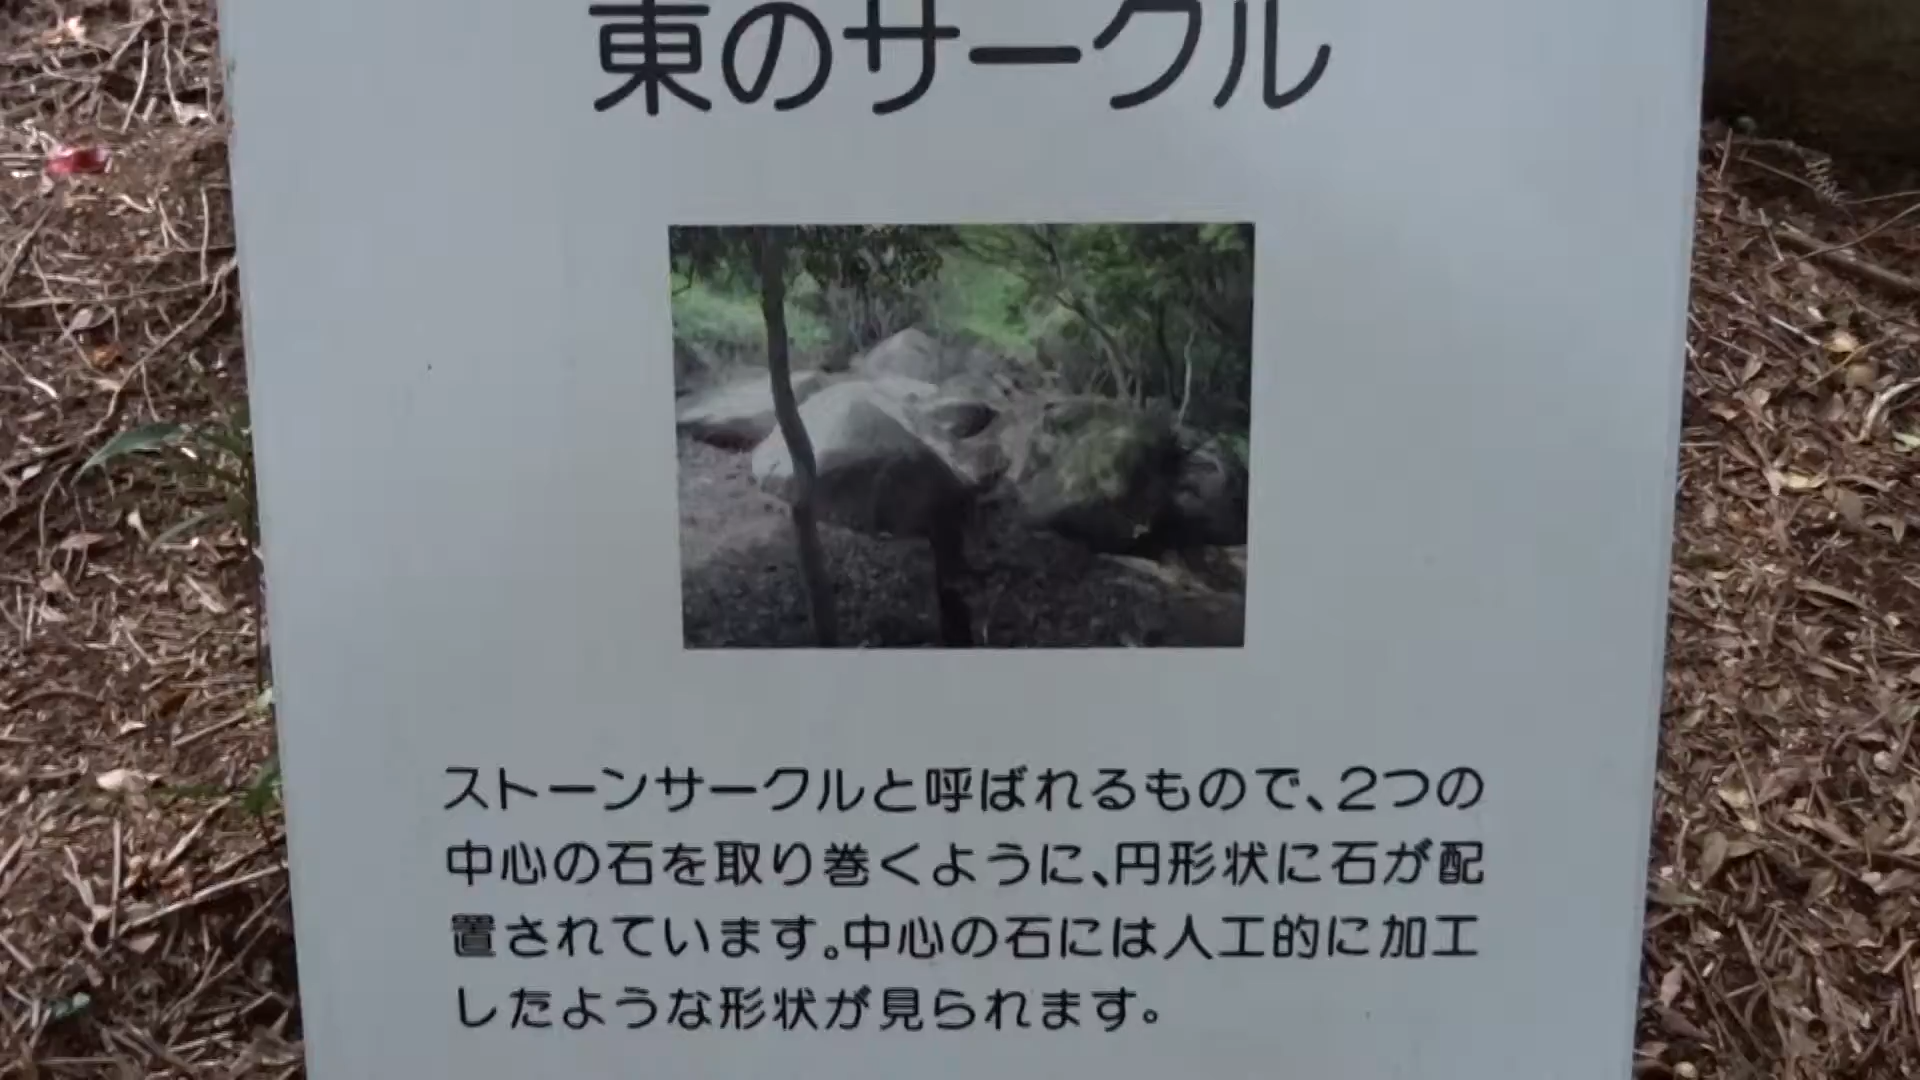 東のサークル
ストーンサークルと呼ばれるもので、2つの
中心の石を取り巻くように、円形状に石が配
置されています。中心の石には人工的に加工
したような形状が見られます。